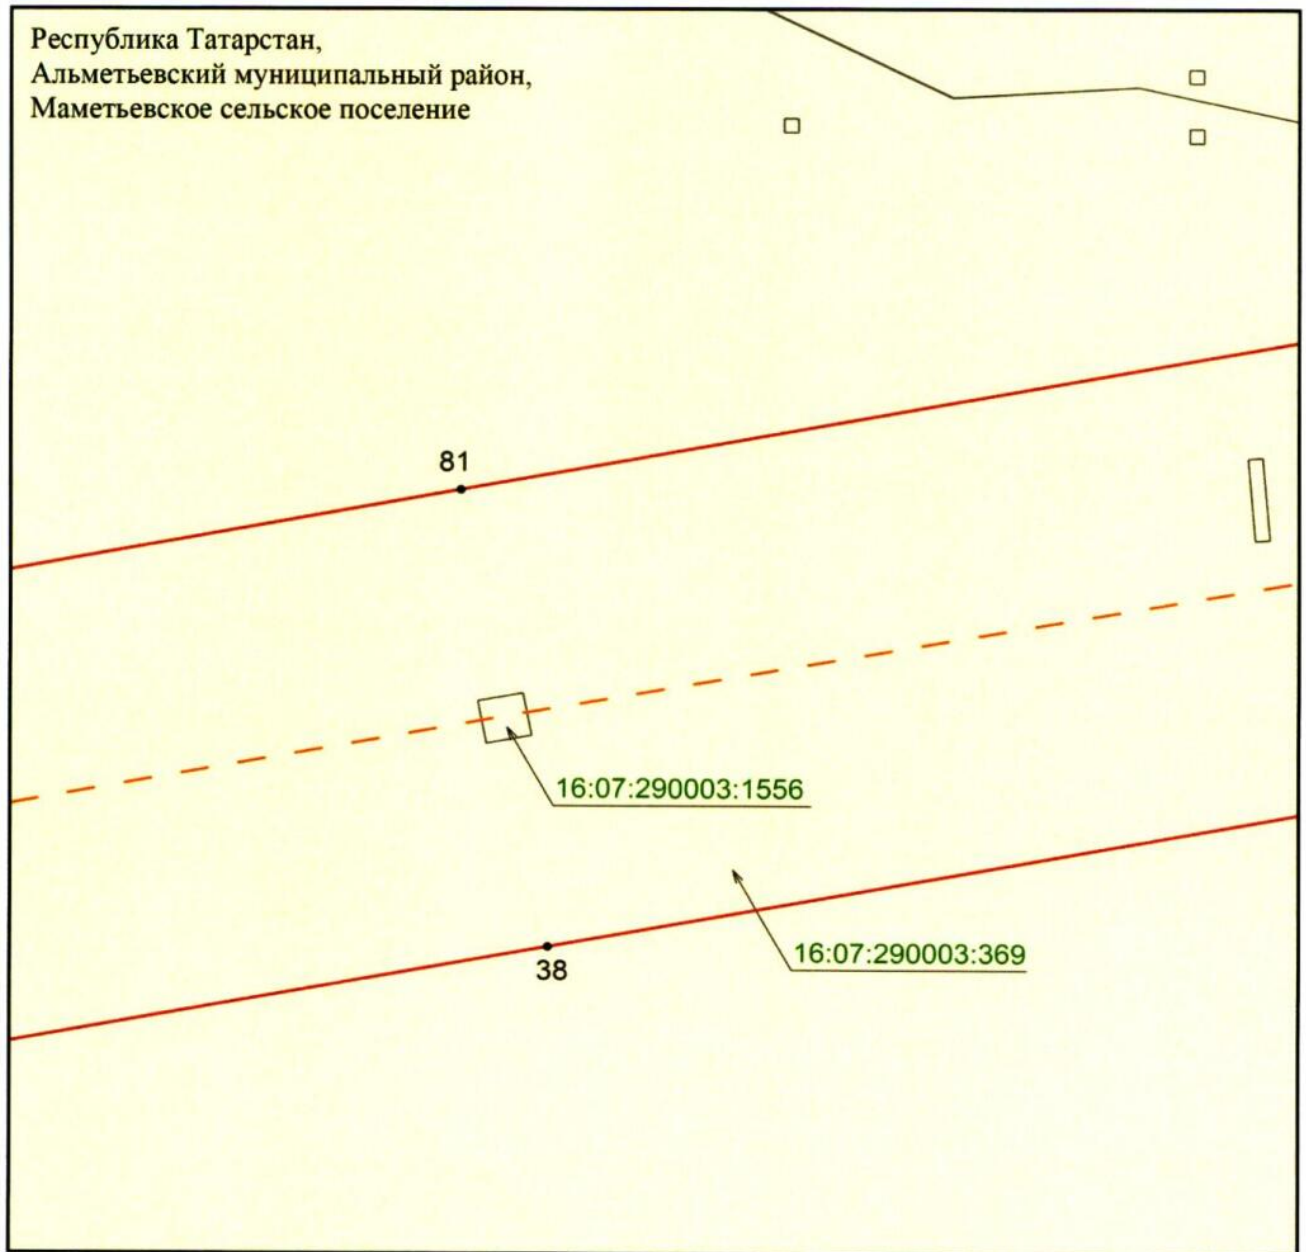 Республика Татарстан,
Альметьевский муниципальный район,
Маметьевское сельское поселение
81
16:07:290003:1556
16:07:290003:369
38